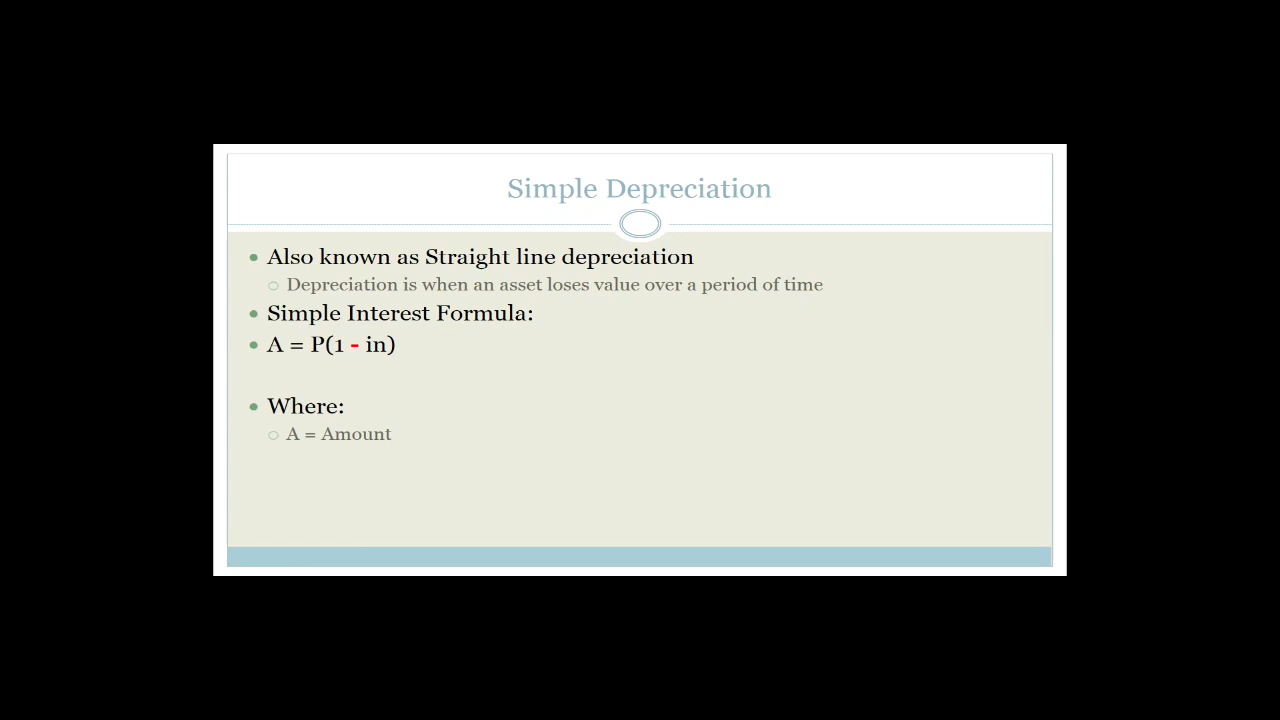 Simple Depreciation
Also known as Straight line depreciation
Depreciation is when an asset loses value over a period of time
Simple Interest Formula:
A = P(1 - in)
Where:
A = Amount